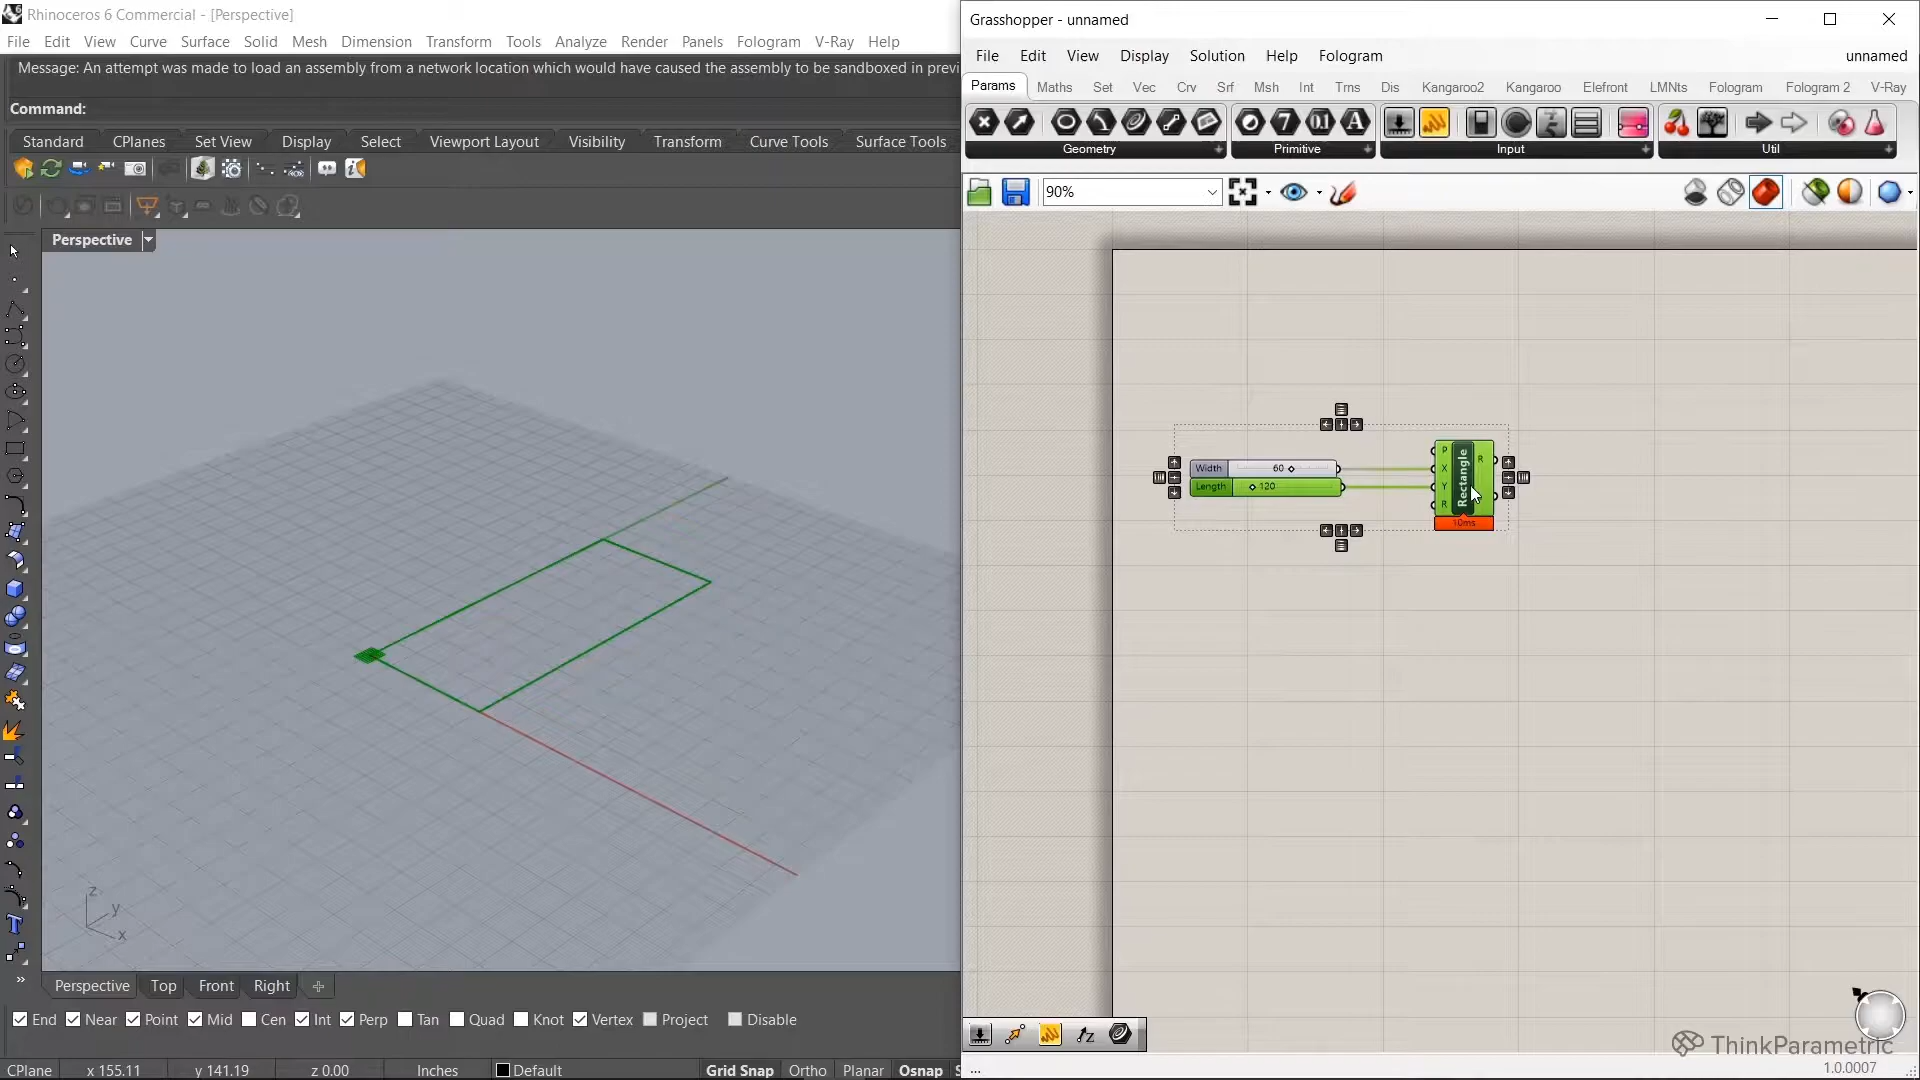 Rhinoceros 6 Commercial - [Perspective]
File Edit View Curve Surface Solid Mesh Dimension Transform Tools Analyze Render Panels Fologram V-Ray Help
Message: An attempt was made to load an assembly from a network location which would have caused the assembly to be sandboxed in previ
Command:
Standard CPlanes Set View Display Select Viewport Layout Visibility Transform Curve Tools Surface Tools
Perspective
z
y
x
Perspective Top Front Right
End Near Point Mid Cen Int Perp Tan Quad Knot Vertex Project Disable
CPlane x 155.11 y 141.19 z 0.00 Inches Default Grid Snap Ortho Planar Osnap S
Grasshopper - unnamed
File Edit View Display Solution Help Fologram unnamed
Params Maths Set Vec Crv Srf Msh Int Trns Dis Kangaroo2 Kangaroo Elefront LMNts Fologram Fologram 2 V-Ray
Geometry Primitive Input Util
90%
Width 60
Length 120
P
X
Y
R
Rectangle
R
10ms
ThinkParametric
...
1.0.0007